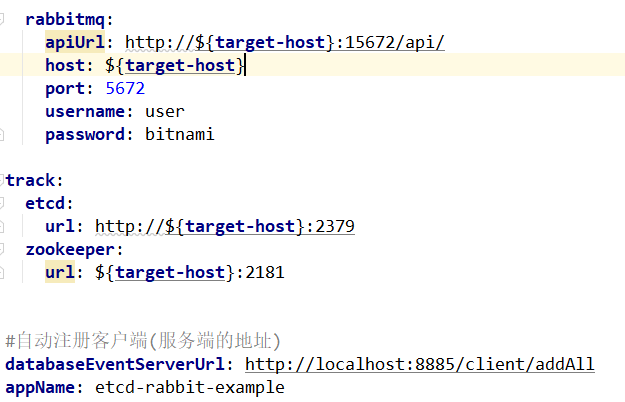 rabbitmq:
apiUrl: http://${target-host}:15672/api/
host: ${target-host}
port: 5672
username: user
password: bitnami
track:
etcd:
url: http://${target-host}:2379
zookeeper:
url: ${target-host}:2181
#自动注册客户端(服务端的地址)
databaseEventServerUrl: http://localhost:8885/client/addAll
appName: etcd-rabbit-example